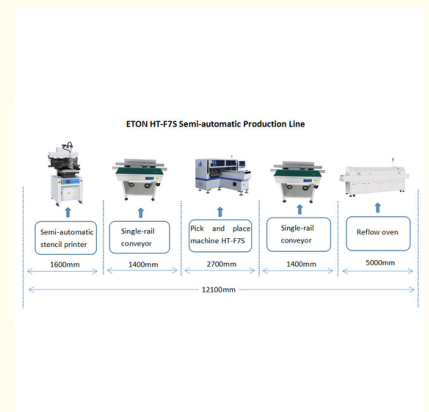 ETON HT-F7S Semi-automatic Production Line
Semi-automatic
stencil printer
Single-rail
conveyor
Pick and place
machine HT-F7S
Single-rail
conveyor
Reflow oven
1600mm
1400mm
2700mm
1400mm
5000mm
12100mm